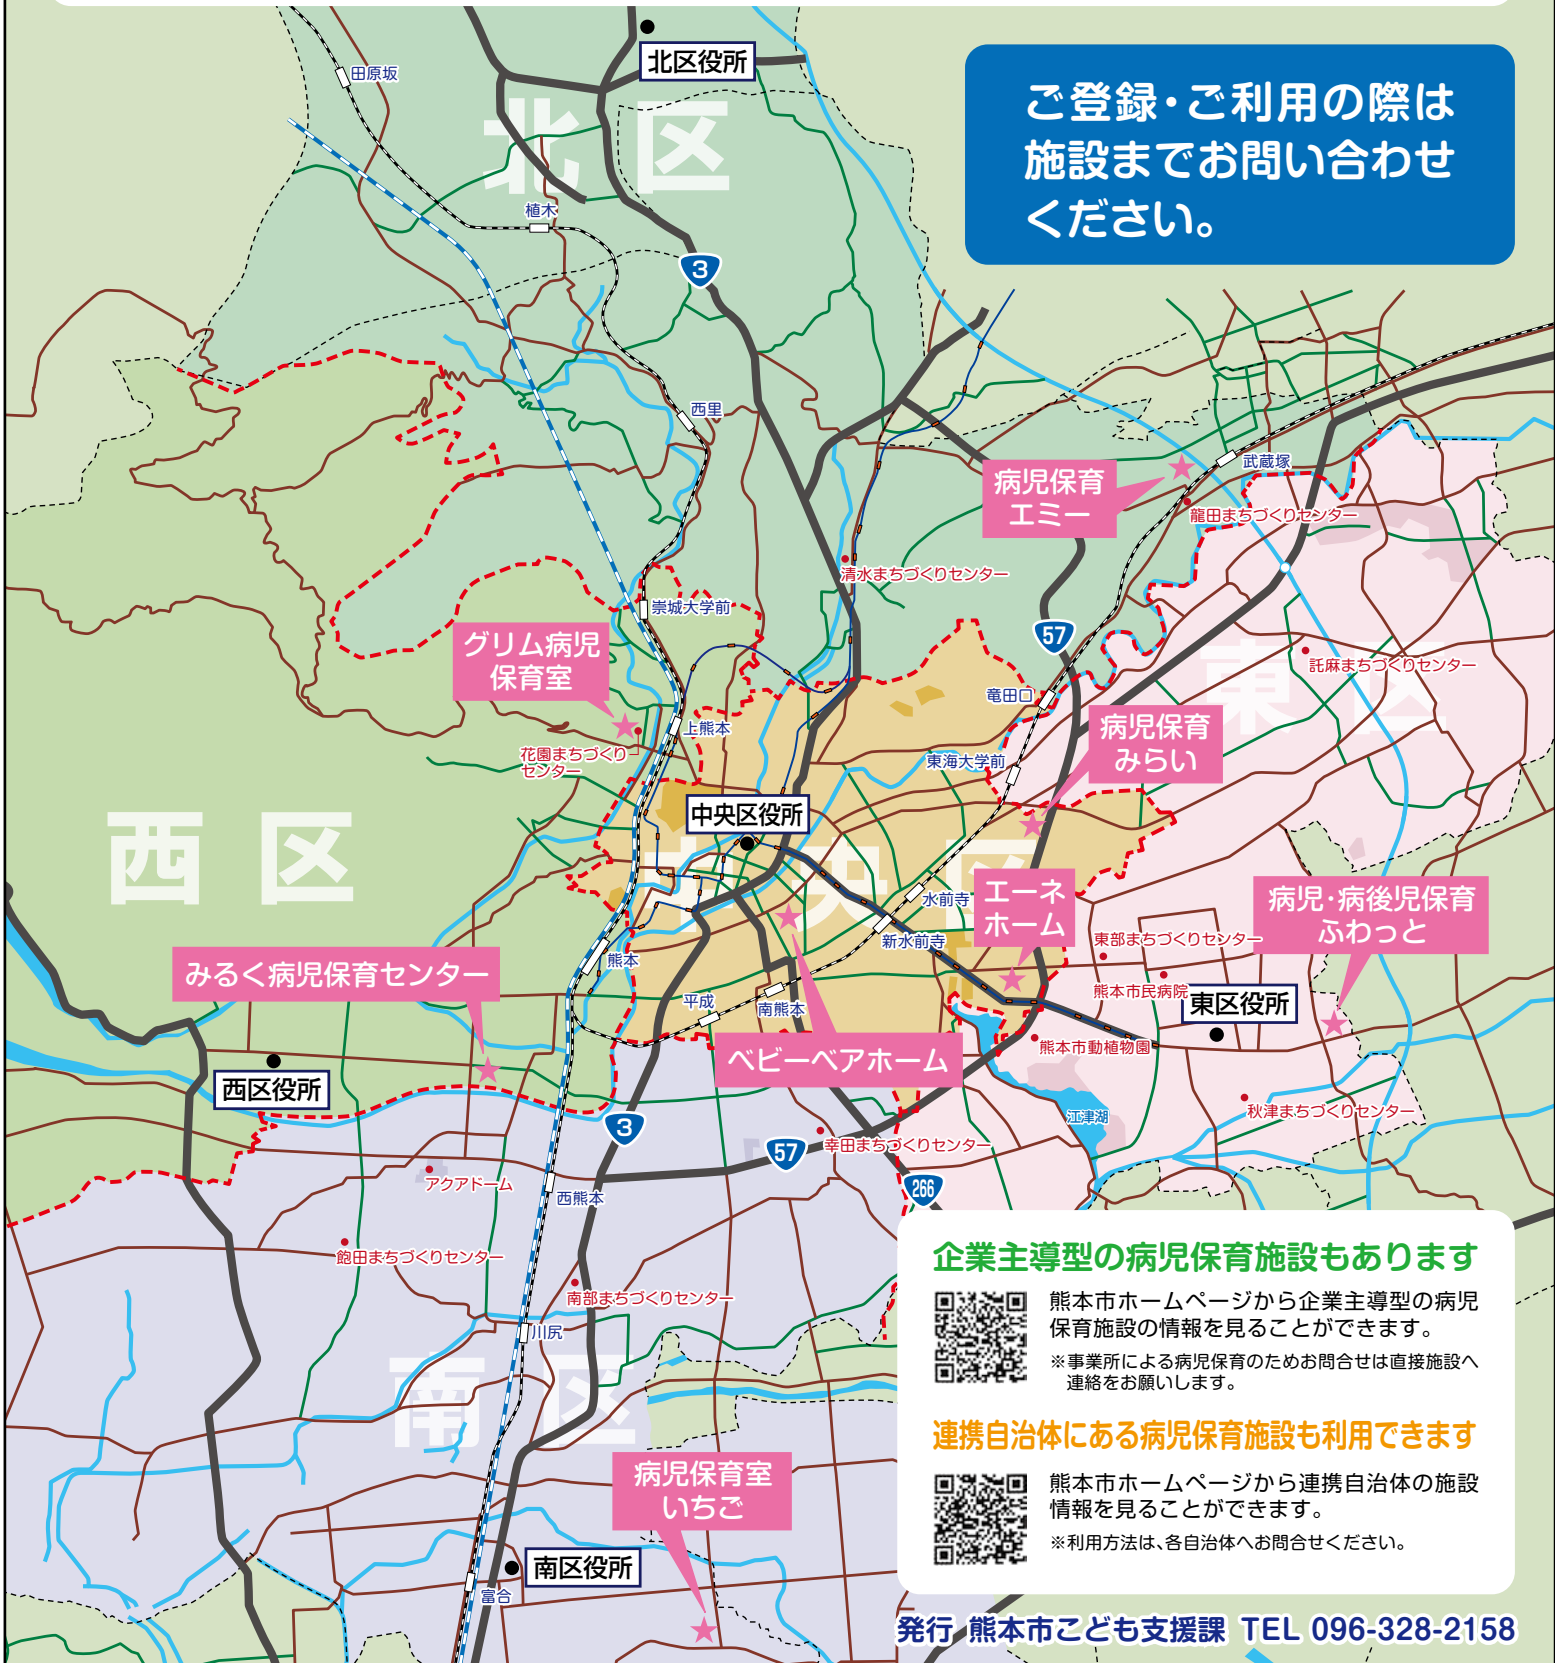 北区役所
田原坂
ご登録・ご利用の際は
施設までお問い合わせ
ください。
北区
植木
3
西里
病児保育
エミー
武蔵塚
龍田まちづくりセンター
清水まちづくりセンター
崇城大学前
グリム病児
保育室
57
東区
託麻まちづくりセンター
竜田口
上熊本
花園まちづくり
センター
病児保育
みらい
東海大学前
中央区役所
西区
中央区
水前寺
エーネ
ホーム
病児・病後児保育
ふわっと
新水前寺
東部まちづくりセンター
熊本
みるく病児保育センター
熊本市民病院
東区役所
平成
南熊本
ベビーベアホーム
熊本市動植物園
西区役所
江津湖
秋津まちづくりセンター
3
57
幸田まちづくりセンター
アクアドーム
西熊本
266
飽田まちづくりセンター
南部まちづくりセンター
川尻
南区
企業主導型の病児保育施設もあります
熊本市ホームページから企業主導型の病児
保育施設の情報を見ることができます。
※事業所による病児保育のためお問合せは直接施設へ
連絡をお願いします。
連携自治体にある病児保育施設も利用できます
熊本市ホームページから連携自治体の施設
情報を見ることができます。
※利用方法は、各自治体へお問合せください。
病児保育室
いちご
南区役所
富合
発行 熊本市こども支援課 TEL 096-328-2158